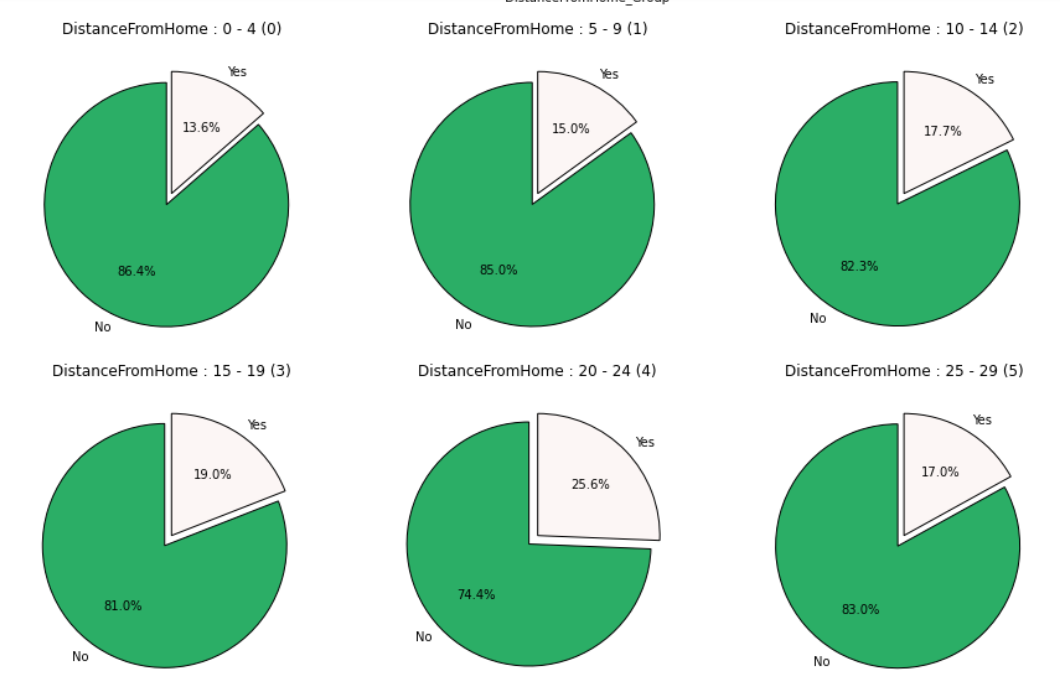 DistanceFromHome_Group
DistanceFromHome : 0 - 4 (0)
DistanceFromHome : 5 - 9 (1)
DistanceFromHome : 10 - 14 (2)
Yes
13.6%
86.4%
No
Yes
15.0%
85.0%
No
Yes
17.7%
82.3%
No
DistanceFromHome : 15 - 19 (3)
DistanceFromHome : 20 - 24 (4)
DistanceFromHome : 25 - 29 (5)
Yes
19.0%
81.0%
No
Yes
25.6%
74.4%
No
Yes
17.0%
83.0%
No